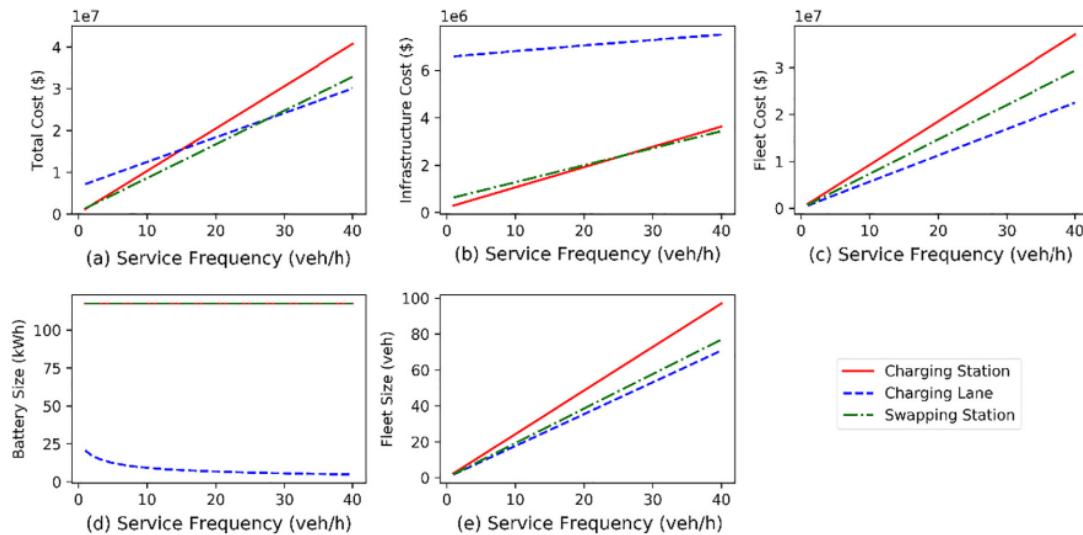 1e7
Total Cost ($)
4
3
2
1
0
0 10 20 30 40
(a) Service Frequency (veh/h)
1e6
Infrastructure Cost ($)
6
4
2
0
0 10 20 30 40
(b) Service Frequency (veh/h)
1e7
Fleet Cost ($)
3
2
1
0
0 10 20 30 40
(c) Service Frequency (veh/h)
Battery Size (kWh)
100
75
50
25
0
0 10 20 30 40
(d) Service Frequency (veh/h)
Fleet Size (veh)
100
80
60
40
20
0
0 10 20 30 40
(e) Service Frequency (veh/h)
Charging Station
Charging Lane
Swapping Station